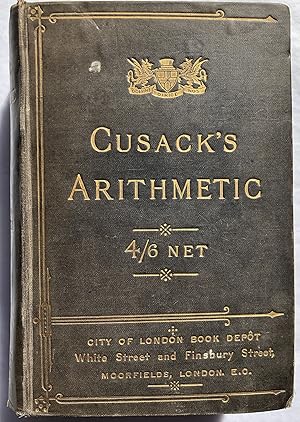 CUSACK'S
ARITHMETIC
4/6 NET
CITY OF LONDON BOOK DEPÔT
White Street and Finsbury Street,
MOORFIELDS, LONDON. E.C.